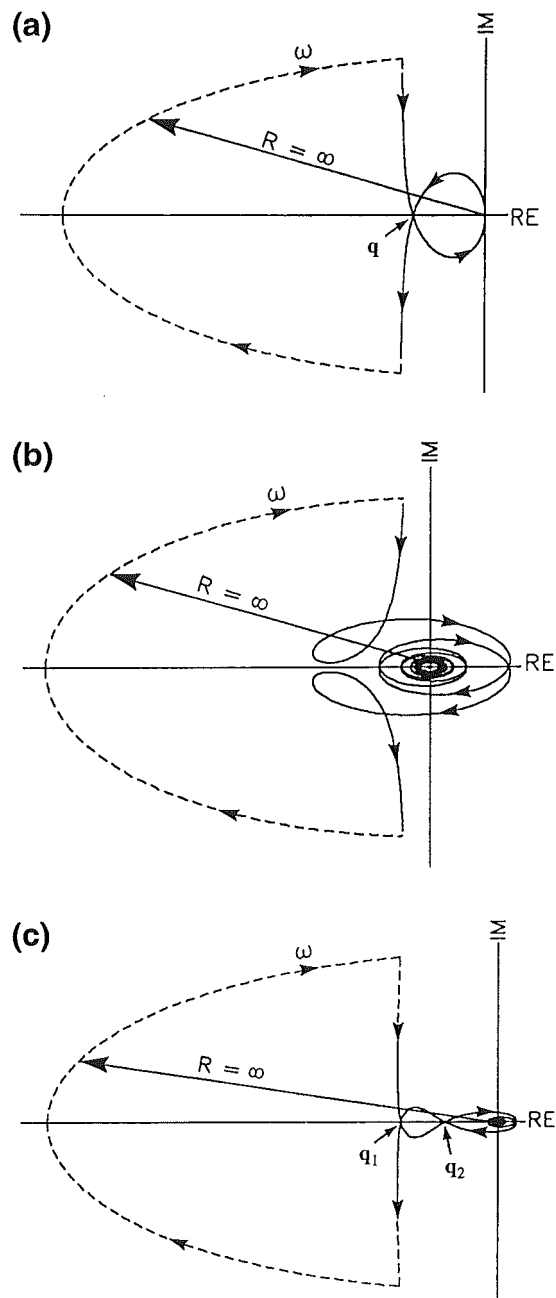 (a)
IM
ω
R = ∞
RE
q
(b)
IM
ω
R = ∞
RE
(c)
IM
ω
R = ∞
RE
q₁
q₂